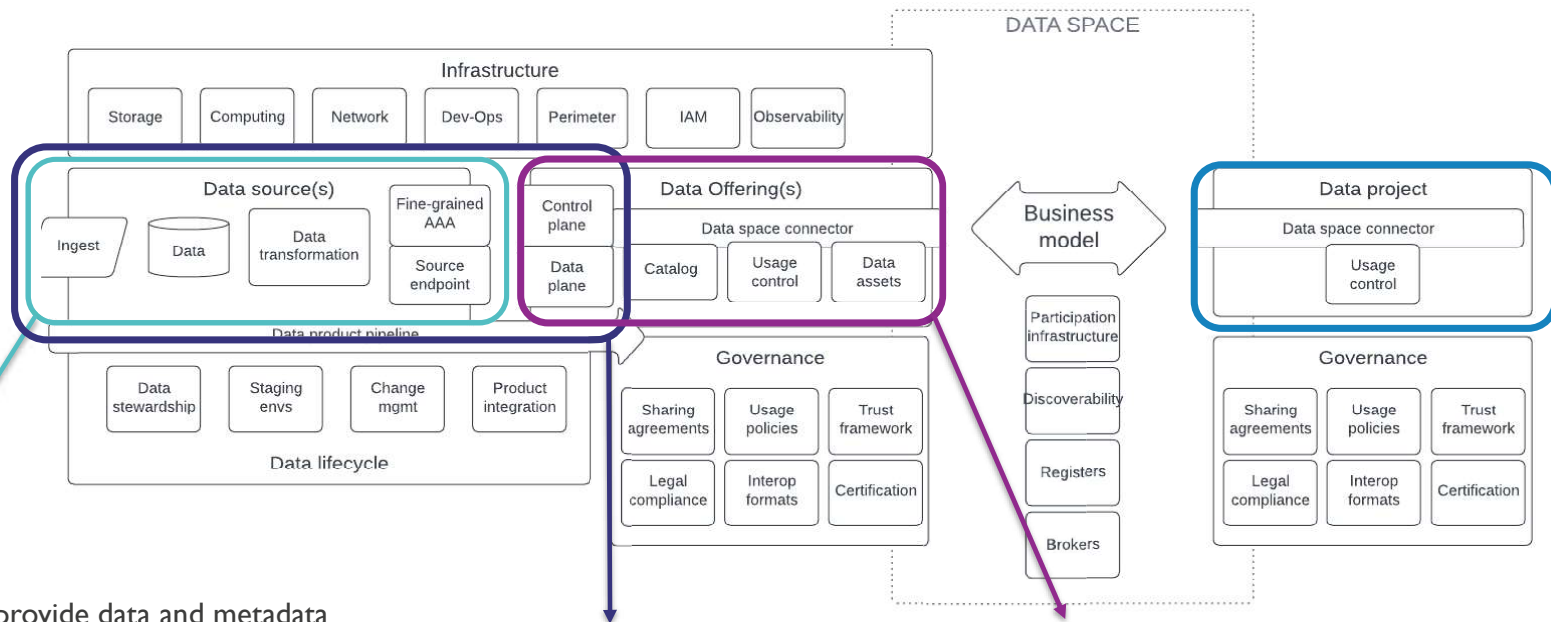 DATA SPACE
Infrastructure
Storage
Computing
Network
Dev-Ops
Perimeter
IAM
Observability
Data source(s)
Ingest
Data
Data
transformation
Fine-grained
AAA
Source
endpoint
Control
plane
Data
plane
Data Offering(s)
Data space connector
Catalog
Usage
control
Data
assets
Business
model
Data project
Data space connector
Usage
control
Data product pipeline
Data
stewardship
Staging
envs
Change
mgmt
Product
integration
Data lifecycle
Governance
Sharing
agreements
Usage
policies
Trust
framework
Legal
compliance
Interop
formats
Certification
Participation
infrastructure
Discoverability
Registers
Brokers
Governance
Sharing
agreements
Usage
policies
Trust
framework
Legal
compliance
Interop
formats
Certification
provide data and metadata